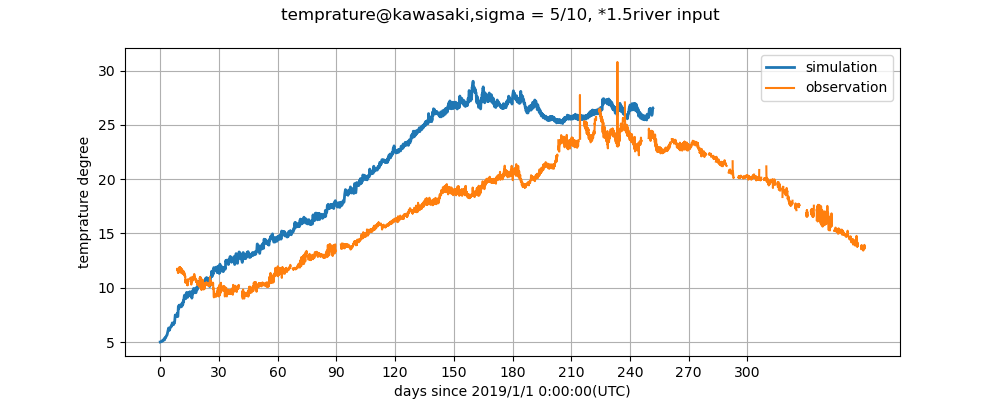 temprature@kawasaki,sigma = 5/10, *1.5river input
simulation
observation
temprature degree
30
25
20
15
10
5
0 30 60 90 120 150 180 210 240 270 300
days since 2019/1/1 0:00:00(UTC)